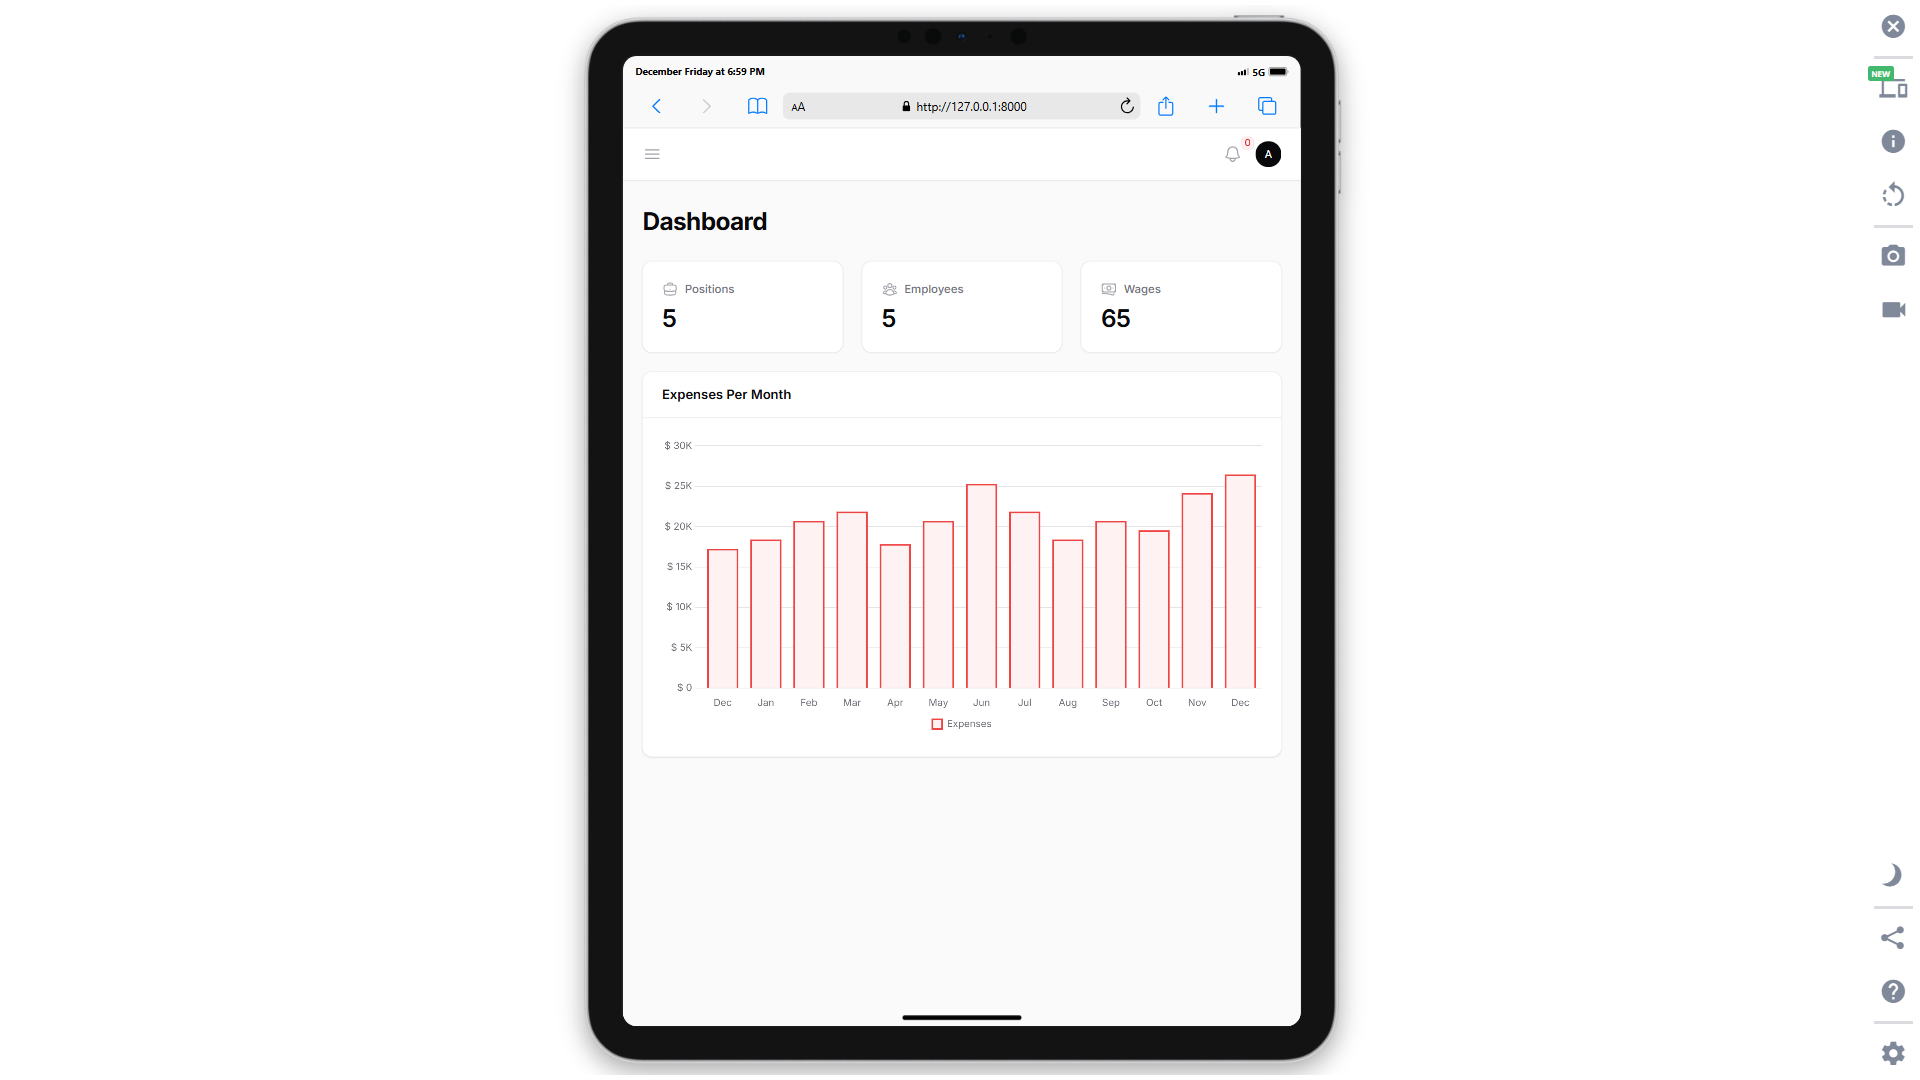 December Friday at 6:59 PM 5G
NEW
AA http://127.0.0.1:8000
0
A
Dashboard
Positions Employees Wages
5 5 65
Expenses Per Month
$ 30K
$ 25K
$ 20K
$ 15K
$ 10K
$ 5K
$ 0
Dec Jan Feb Mar Apr May Jun Jul Aug Sep Oct Nov Dec
Expenses